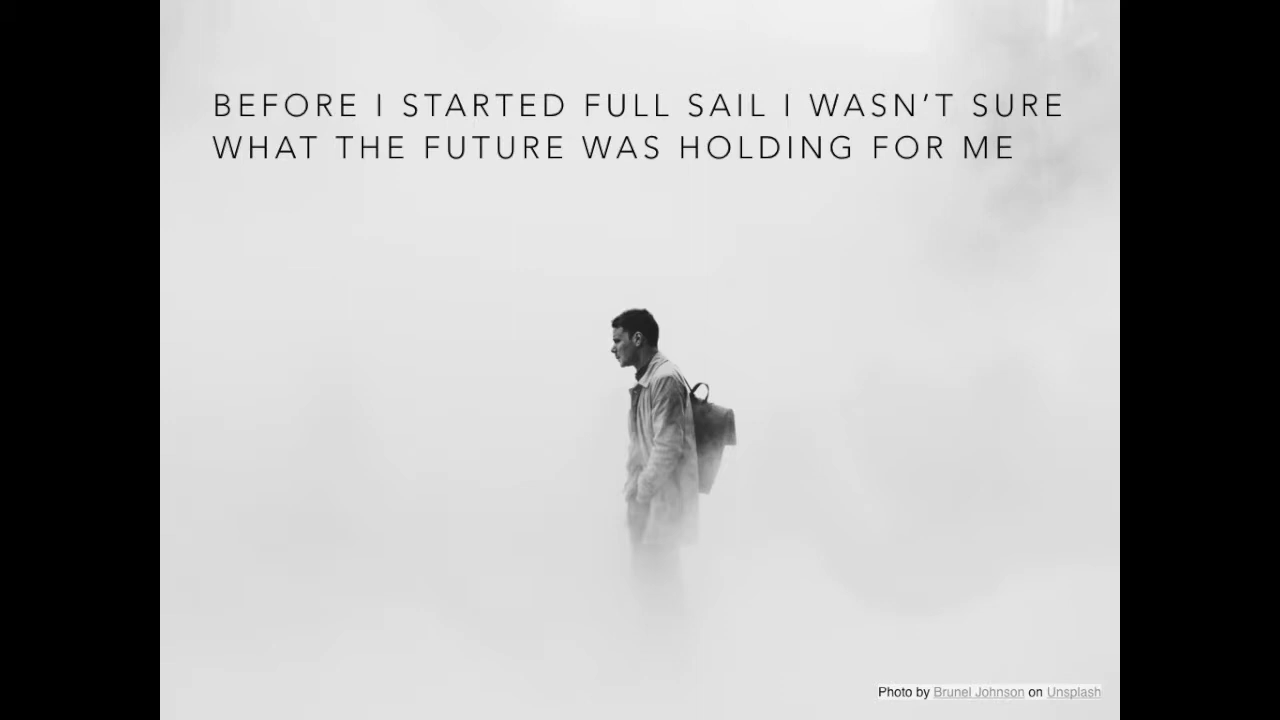 BEFORE I STARTED FULL SAIL I WASN’T SURE
WHAT THE FUTURE WAS HOLDING FOR ME
Photo by Brunel Johnson on Unsplash